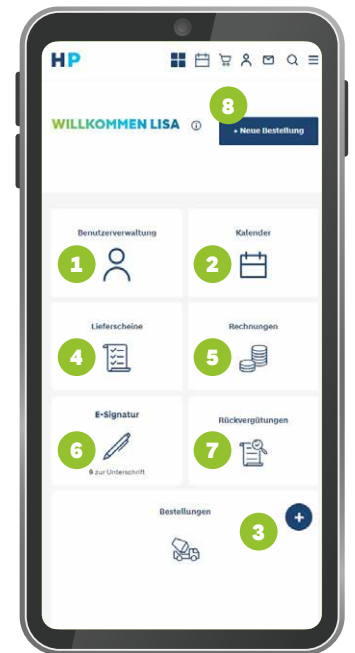 HP
8
WILLKOMMEN LISA
+ Neue Bestellung
Benutzerverwaltung
1
Kalender
2
Lieferscheine
4
Rechnungen
5
E-Signatur
6
9 zur Unterschrift
Rückvergütungen
7
Bestellungen
3
+